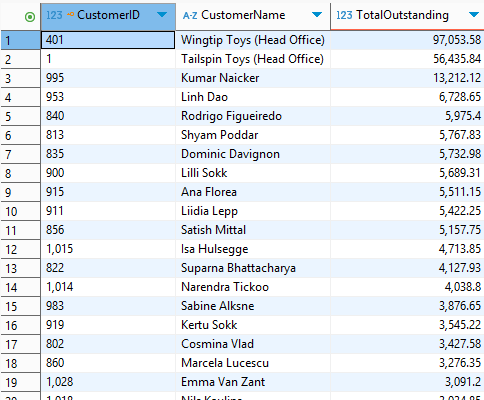 123 CustomerID A-Z CustomerName 123 TotalOutstanding
1 401 Wingtip Toys (Head Office) 97,053.58
2 1 Tailspin Toys (Head Office) 56,435.84
3 995 Kumar Naicker 13,212.12
4 953 Linh Dao 6,728.65
5 840 Rodrigo Figueiredo 5,975.4
6 813 Shyam Poddar 5,767.83
7 835 Dominic Davignon 5,732.98
8 900 Lilli Sokk 5,689.31
9 915 Ana Florea 5,511.15
10 911 Liidia Lepp 5,422.25
11 856 Satish Mittal 5,157.75
12 1,015 Isa Hulsegge 4,713.85
13 822 Suparna Bhattacharya 4,127.93
14 1,014 Narendra Tickoo 4,038.8
15 983 Sabine Alksne 3,876.65
16 919 Kertu Sokk 3,545.22
17 802 Cosmina Vlad 3,427.58
18 860 Marcela Lucescu 3,276.35
19 1,028 Emma Van Zant 3,091.2